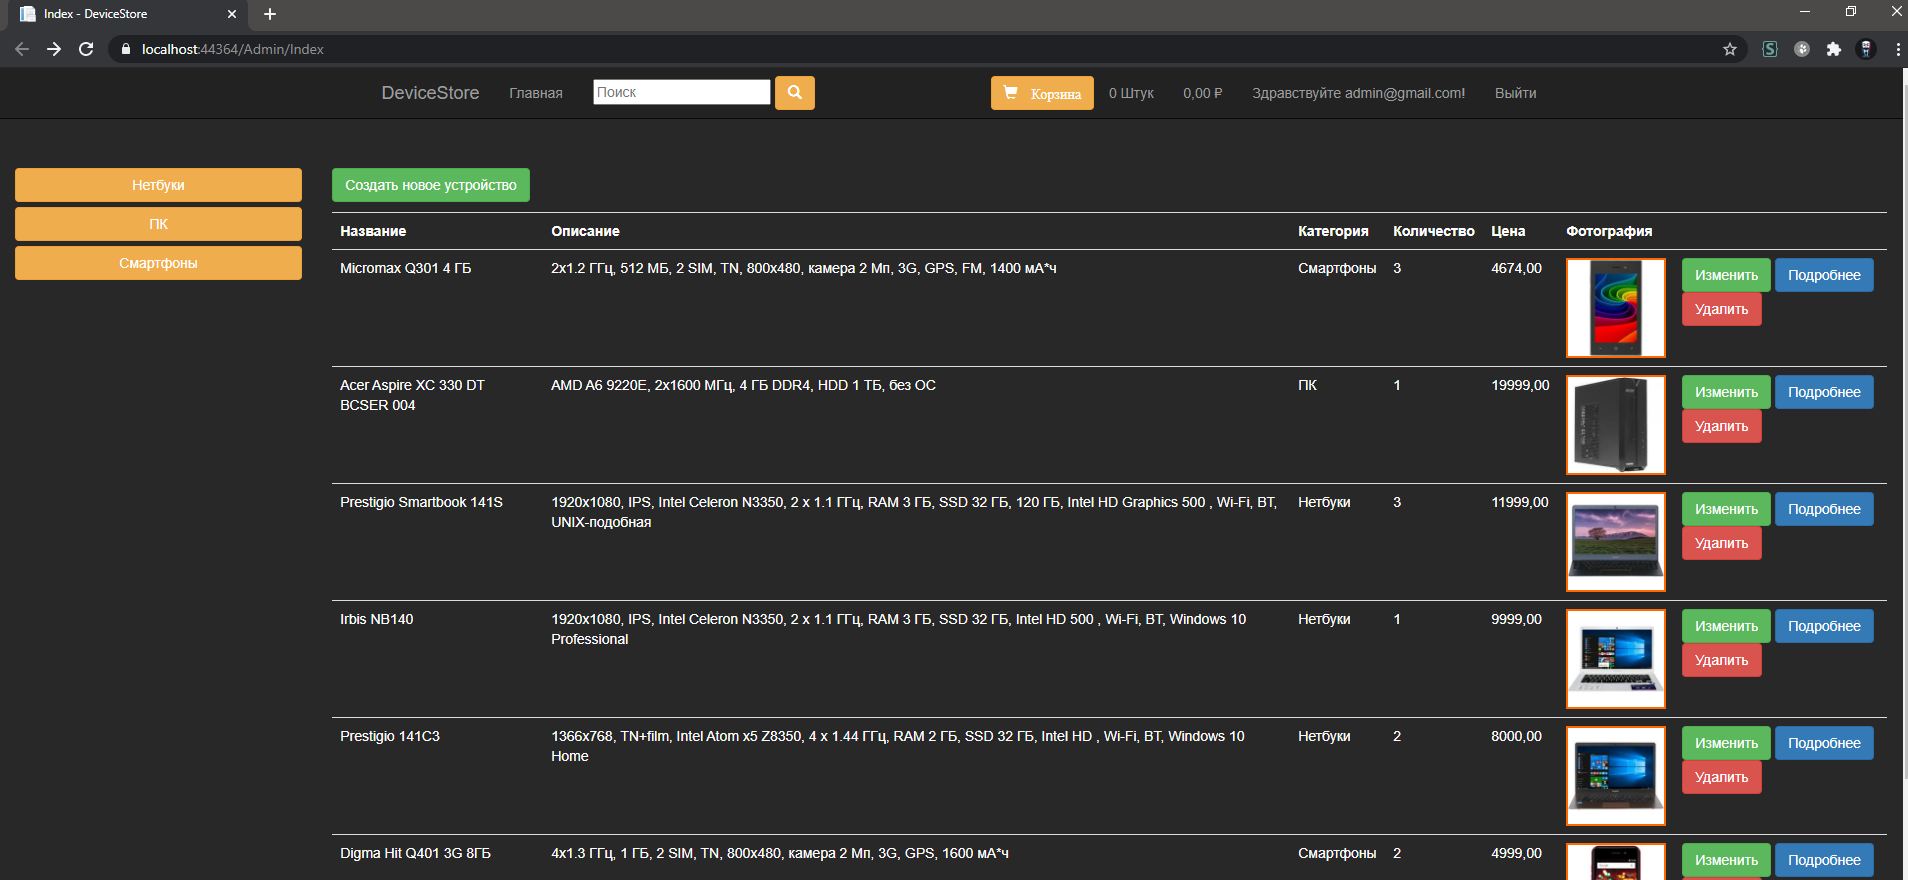 Index - DeviceStore
localhost:44364/Admin/Index
DeviceStore Главная Поиск Корзина 0 Штук 0,00 ₽ Здравствуйте admin@gmail.com! Выйти
Нетбуки
ПК
Смартфоны
Создать новое устройство
Название Описание Категория Количество Цена Фотография
Micromax Q301 4 ГБ 2x1.2 ГГц, 512 МБ, 2 SIM, TN, 800x480, камера 2 Мп, 3G, GPS, FM, 1400 мА*ч Смартфоны 3 4674,00 Изменить Подробнее
Удалить
Acer Aspire XC 330 DT AMD A6 9220E, 2x1600 МГц, 4 ГБ DDR4, HDD 1 ТБ, без ОС ПК 1 19999,00 Изменить Подробнее
BCSER 004
Удалить
Prestigio Smartbook 141S 1920x1080, IPS, Intel Celeron N3350, 2 x 1.1 ГГц, RAM 3 ГБ, SSD 32 ГБ, 120 ГБ, Intel HD Graphics 500 , Wi-Fi, BT, Нетбуки 3 11999,00 Изменить Подробнее
UNIX-подобная
Удалить
Irbis NB140 1920x1080, IPS, Intel Celeron N3350, 2 x 1.1 ГГц, RAM 3 ГБ, SSD 32 ГБ, Intel HD 500 , Wi-Fi, BT, Windows 10 Нетбуки 1 9999,00 Изменить Подробнее
Professional
Удалить
Prestigio 141C3 1366x768, TN+film, Intel Atom x5 Z8350, 4 x 1.44 ГГц, RAM 2 ГБ, SSD 32 ГБ, Intel HD , Wi-Fi, BT, Windows 10 Нетбуки 2 8000,00 Изменить Подробнее
Home
Удалить
Digma Hit Q401 3G 8ГБ 4x1.3 ГГц, 1 ГБ, 2 SIM, TN, 800x480, камера 2 Мп, 3G, GPS, 1600 мА*ч Смартфоны 2 4999,00 Изменить Подробнее